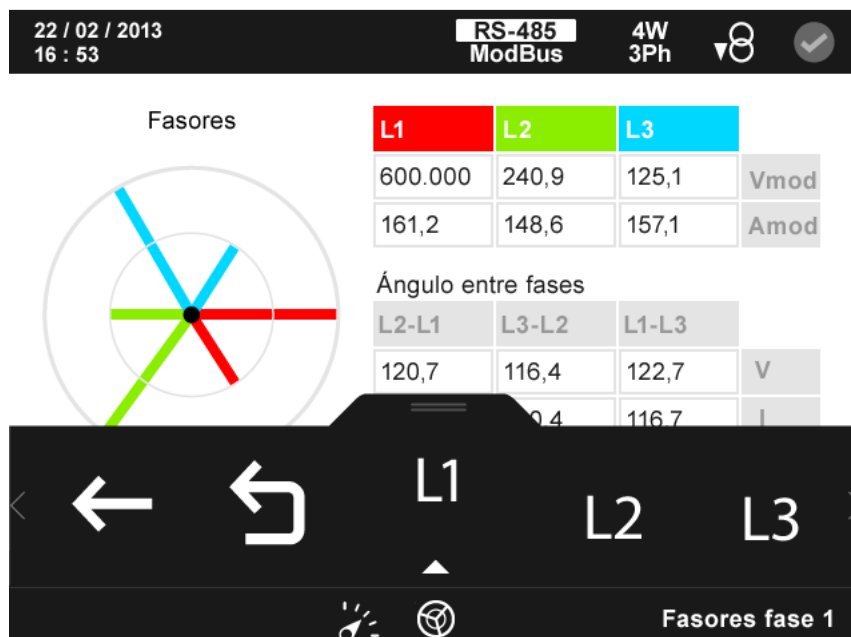 22 / 02 / 2013 RS-485 4W
16 : 53 ModBus 3Ph
Fasores
L1 L2 L3
600.000 240,9 125,1 Vmod
161,2 148,6 157,1 Amod
Ángulo entre fases
L2-L1 L3-L2 L1-L3
120,7 116,4 122,7 V
116,7 I
L1
L2 L3
Fasores fase 1